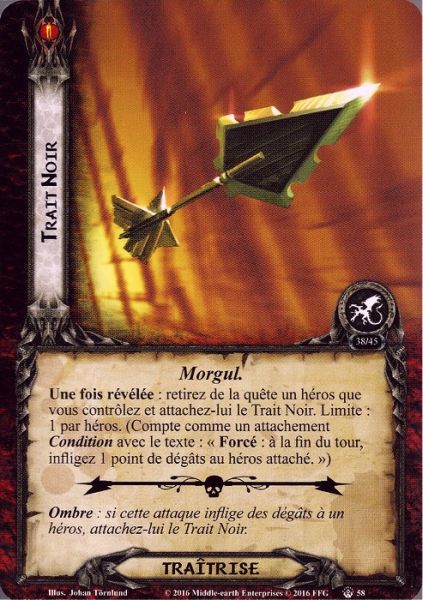 TRAIT NOIR
38/45
Morgul.
Une fois révélée : retirez de la quête un héros que
vous contrôlez et attachez-lui le Trait Noir. Limite :
1 par héros. (Compte comme un attachement
Condition avec le texte : « Forcé : à la fin du tour,
infligez 1 point de dégâts au héros attaché. »)
Ombre : si cette attaque inflige des dégâts à un
héros, attachez-lui le Trait Noir.
TRAÎTRISE
Illus. Johan Törnlund © 2016 Middle-earth Enterprises © 2016 FFG 58